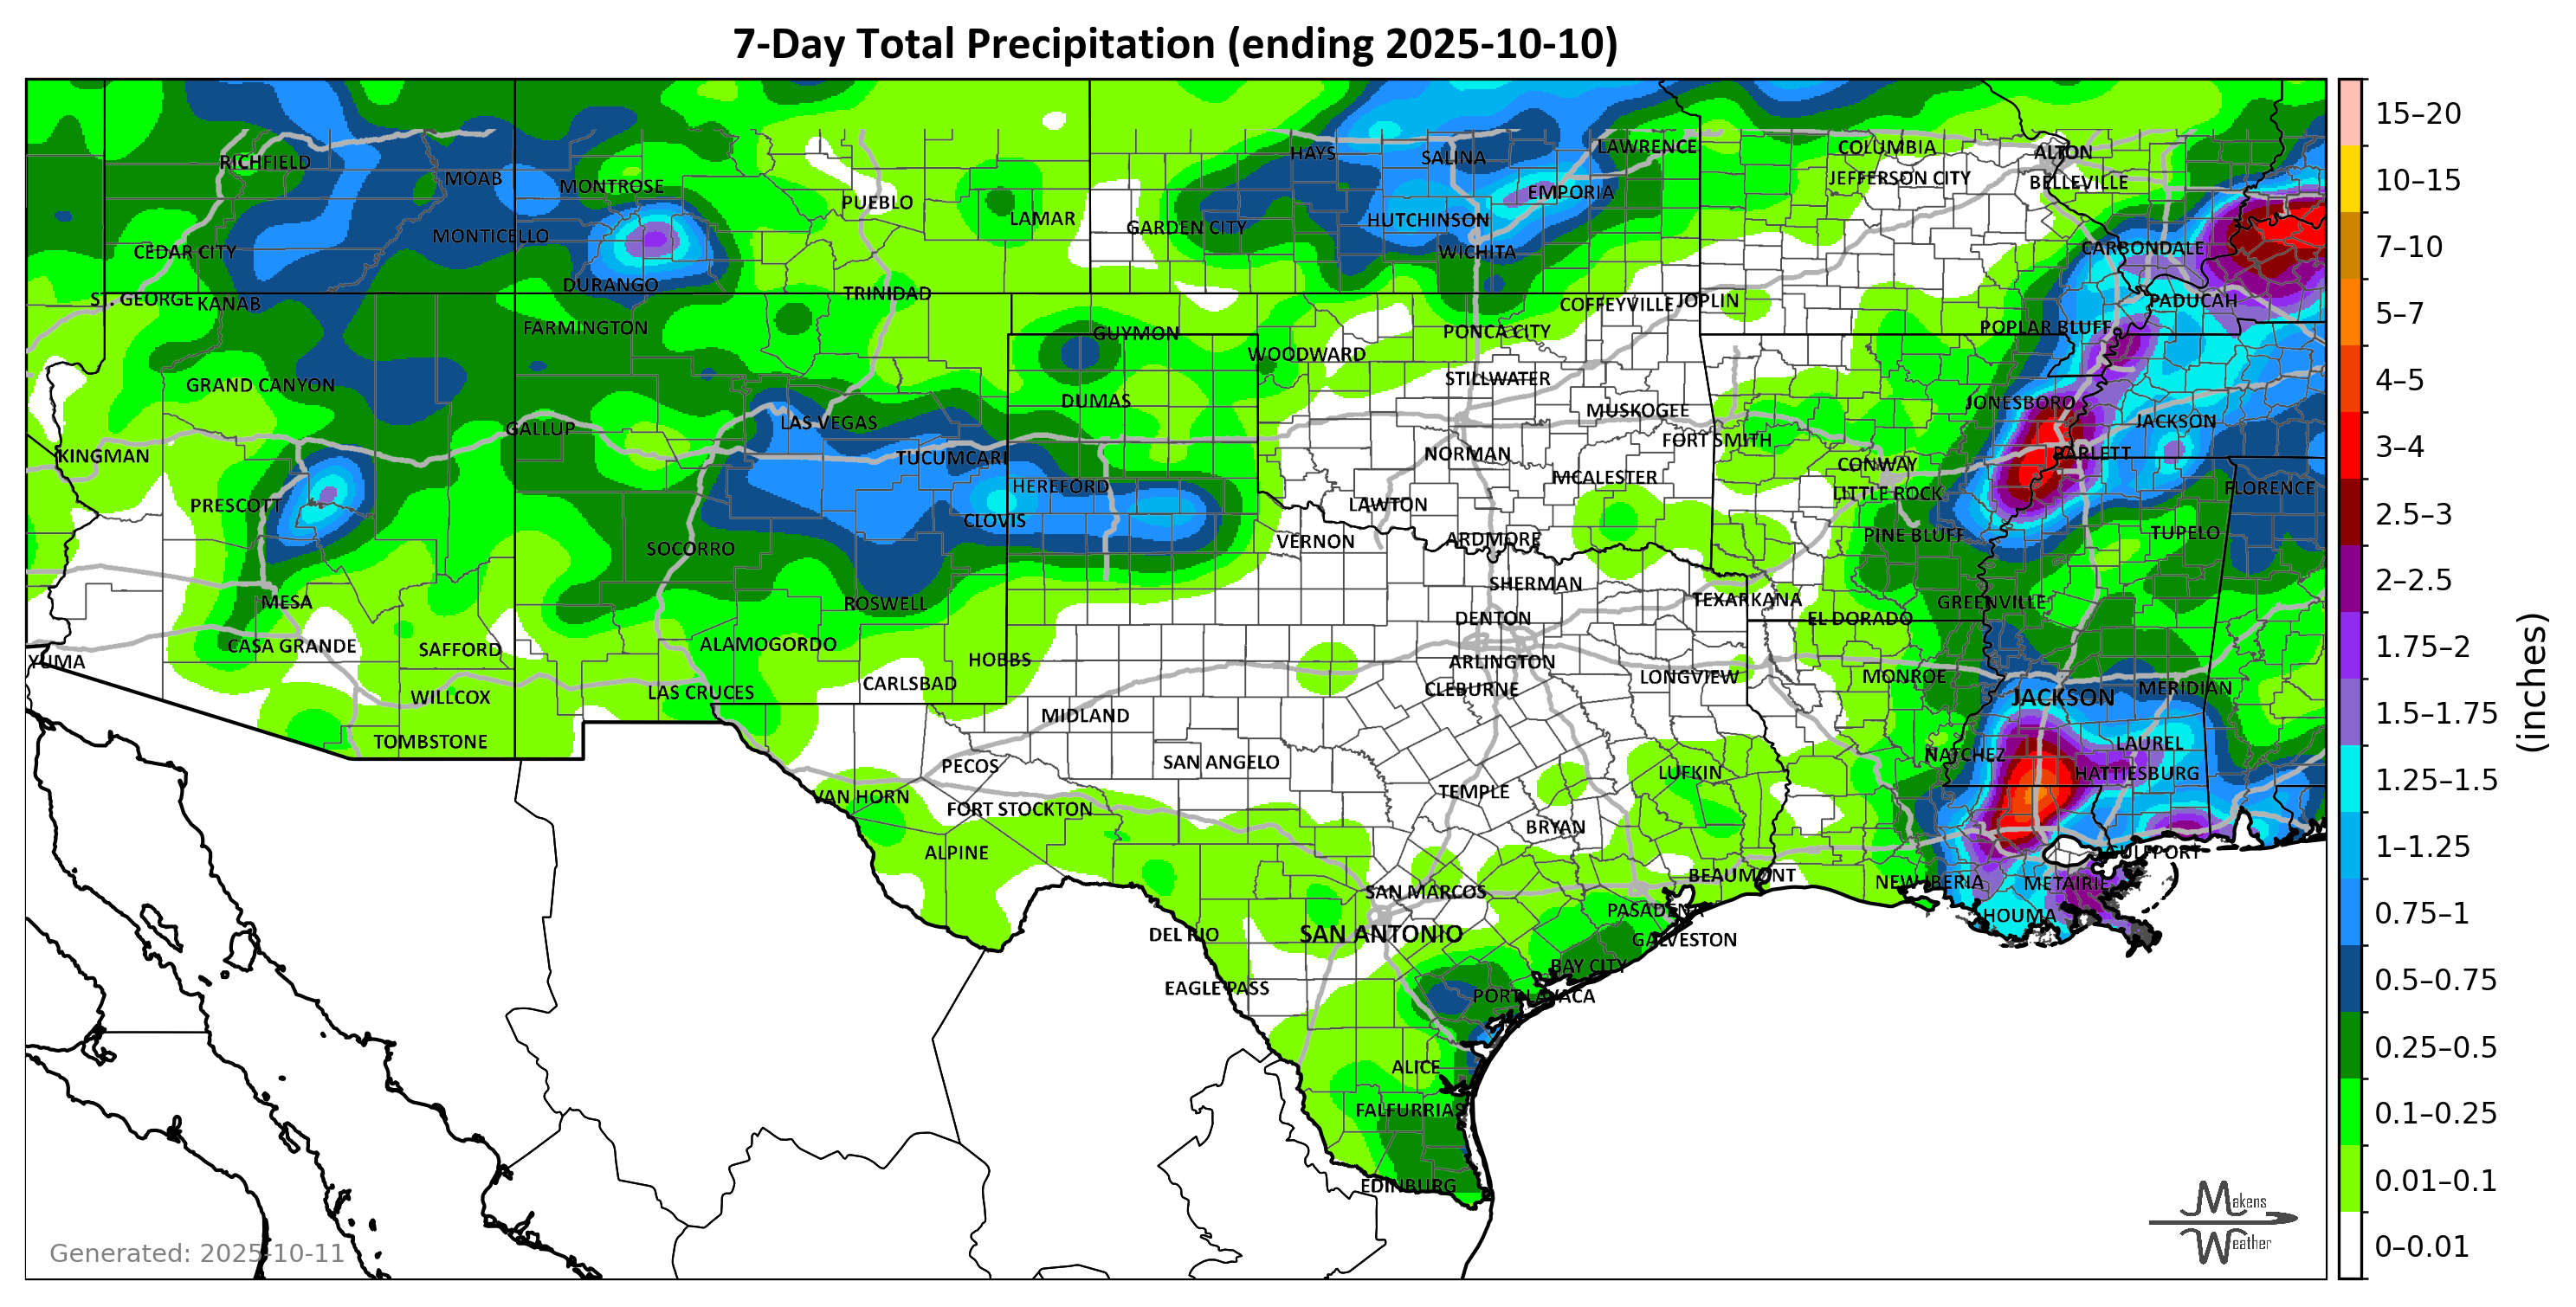 7-Day Total Precipitation (ending 2025-10-10)
RICHFIELD
MOAB
MONTROSE
PUEBLO
LAMAR
HAYS
SALINA
LAWRENCE
COLUMBIA
ALTON
JEFFERSON CITY
BELLEVILLE
EMPORIA
GARDEN CITY
HUTCHINSON
WICHITA
CEDAR CITY
MONTICELLO
CARBONDALE
DURANGO
TRINIDAD
ST. GEORGE
KANAB
COFFEYVILLE
JOPLIN
PADUCAH
FARMINGTON
GUYMON
PONCA CITY
POPLAR BLUFF
WOODWARD
GRAND CANYON
DUMAS
STILLWATER
MUSKOGEE
JONESBORO
JACKSON
GALLUP
LAS VEGAS
FORT SMITH
KINGMAN
TUCUMCARI
NORMAN
BARLETT
CONWAY
PRESCOTT
HEREFORD
MCALESTER
LITTLE ROCK
FLORENCE
CLOVIS
LAWTON
SOCORRO
VERNON
ARDMORE
PINE BLUFF
TUPELO
SHERMAN
MESA
ROSWELL
TEXARKANA
GREENVILLE
DENTON
EL DORADO
CASA GRANDE
SAFFORD
ALAMOGORDO
HOBBS
YUMA
ARLINGTON
LONGVIEW
MONROE
WILLCOX
LAS CRUCES
CARLSBAD
CLEBURNE
JACKSON
MERIDIAN
MIDLAND
TOMBSTONE
LAUREL
PECOS
SAN ANGELO
NATCHEZ
LUFKIN
HATTIESBURG
VAN HORN
FORT STOCKTON
TEMPLE
BRYAN
ALPINE
GULFPORT
SAN MARCOS
BEAUMONT
NEW IBERIA
METAIRIE
PASADENA
HOUMA
DEL RIO
SAN ANTONIO
GALVESTON
BAY CITY
EAGLE PASS
PORT LAVACA
ALICE
FALFURRIAS
EDINBURG
Generated: 2025-10-11
Makens
Weather
15–20
10–15
7–10
5–7
4–5
3–4
2.5–3
2–2.5
1.75–2
1.5–1.75
1.25–1.5
1–1.25
0.75–1
0.5–0.75
0.25–0.5
0.1–0.25
0.01–0.1
0–0.01
(inches)